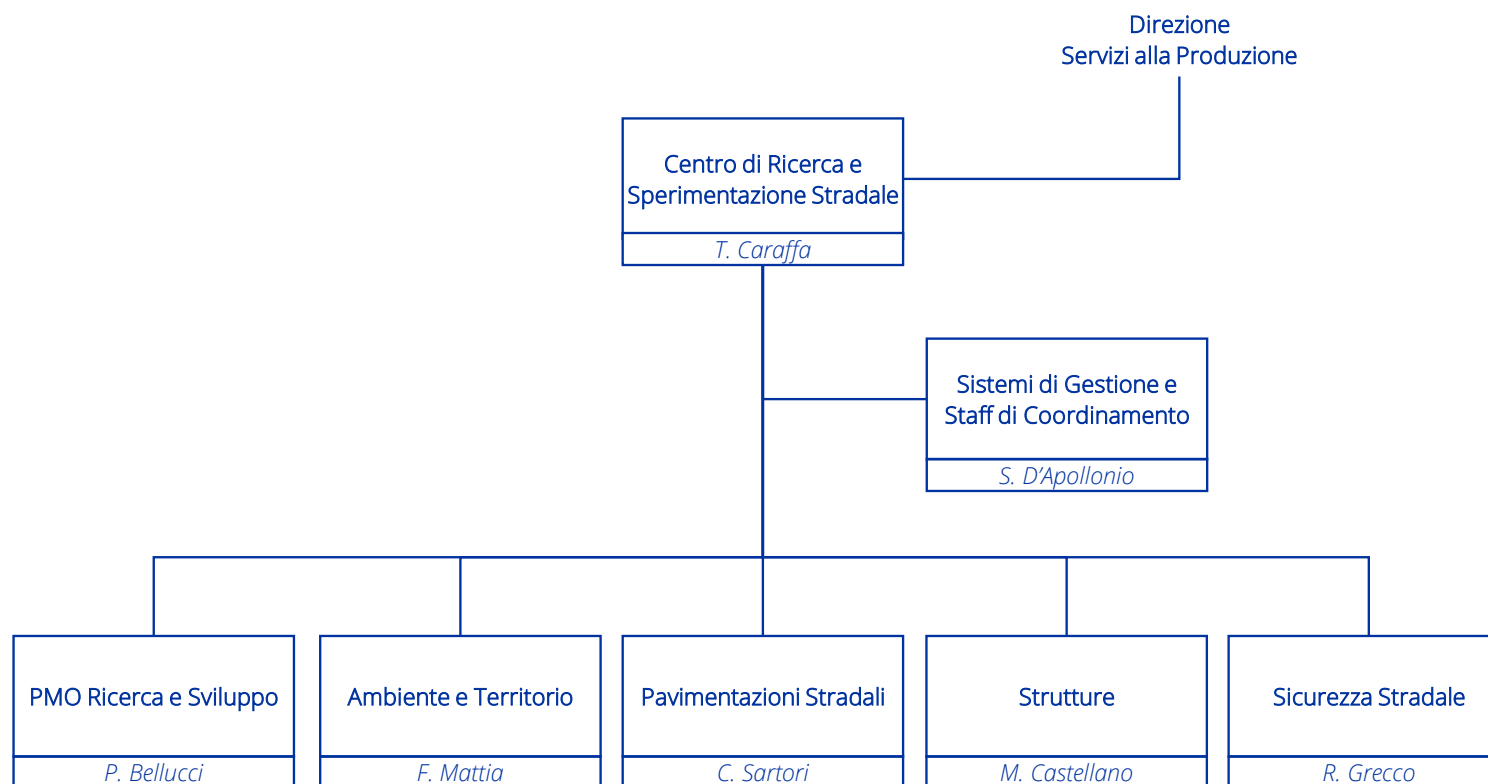 Direzione
Servizi alla Produzione
Centro di Ricerca e
Sperimentazione Stradale
T. Caraffa
Sistemi di Gestione e
Staff di Coordinamento
S. D'Apollonio
PMO Ricerca e Sviluppo
P. Bellucci
Ambiente e Territorio
F. Mattia
Pavimentazioni Stradali
C. Sartori
Strutture
M. Castellano
Sicurezza Stradale
R. Grecco